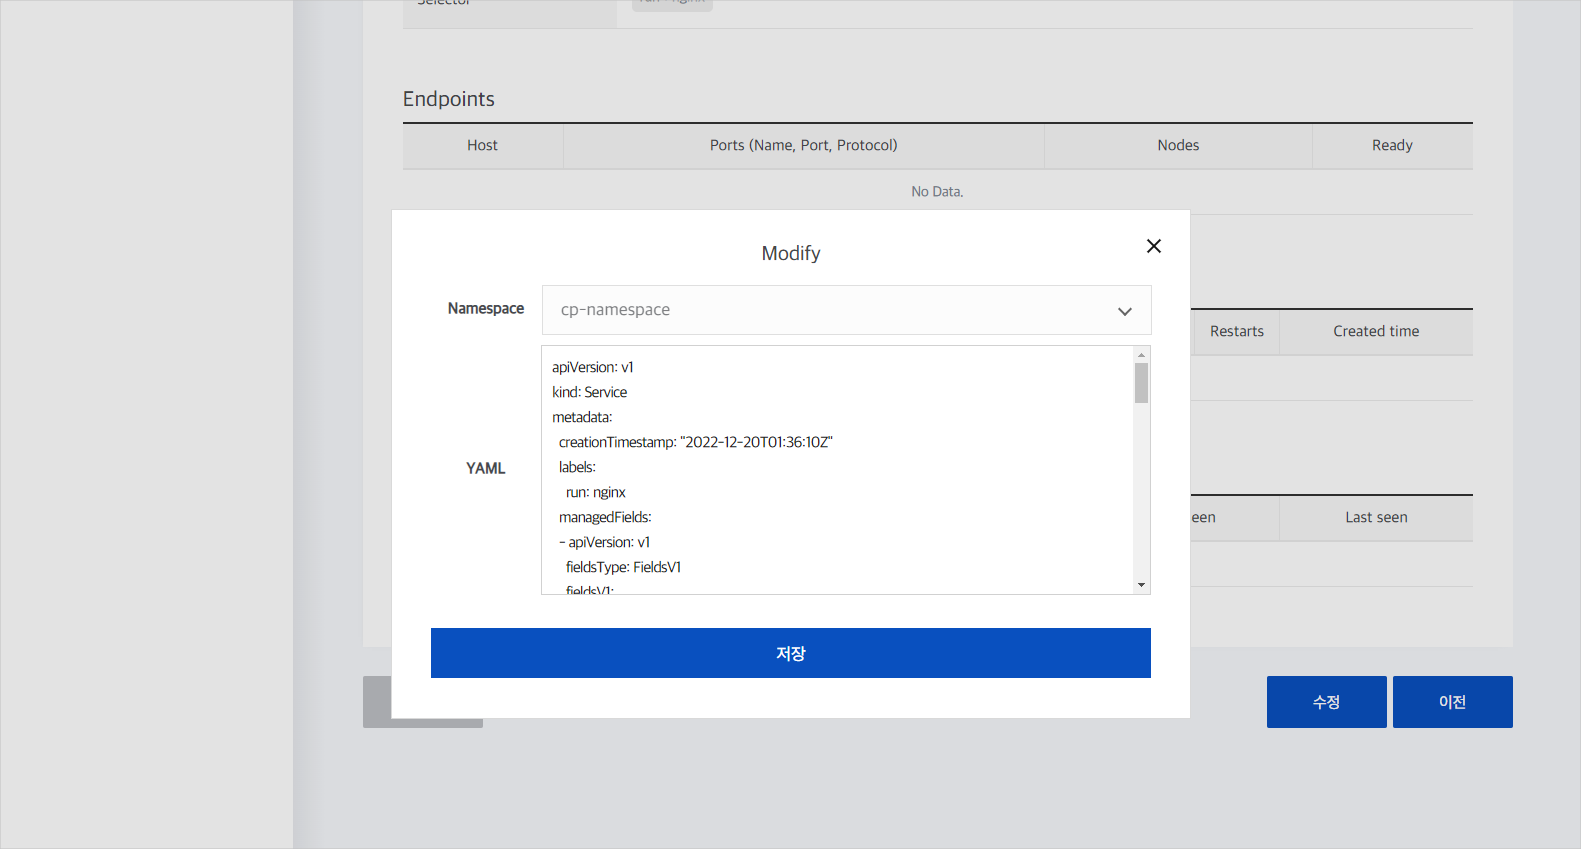 Selector
Endpoints
Host Ports (Name, Port, Protocol) Nodes Ready
No Data.
Modify
Namespace cp-namespace
Restarts Created time
YAML
apiVersion: v1
kind: Service
metadata:
creationTimestamp: "2022-12-20T01:36:10Z"
labels:
run: nginx
managedFields:
- apiVersion: v1
fieldsType: FieldsV1
fieldsV1:
een Last seen
저장
수정 이전